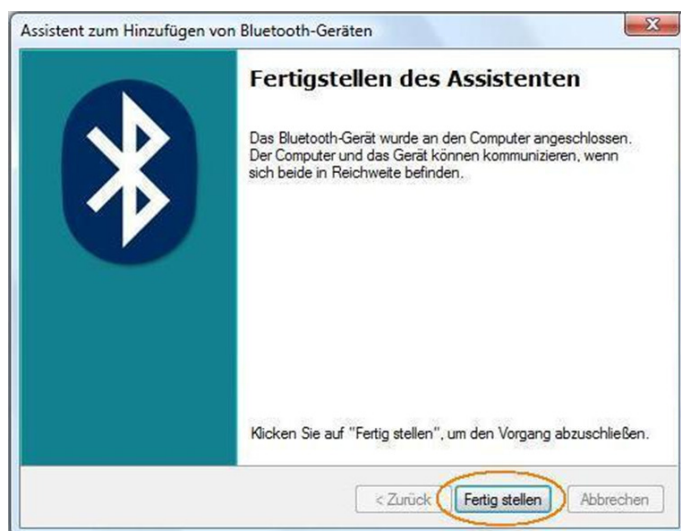 Assistent zum Hinzufügen von Bluetooth-Geräten
Fertigstellen des Assistenten
Das Bluetooth-Gerät wurde an den Computer angeschlossen.
Der Computer und das Gerät können kommunizieren, wenn
sich beide in Reichweite befinden.
Klicken Sie auf "Fertig stellen", um den Vorgang abzuschließen.
< Zurück Fertig stellen Abbrechen